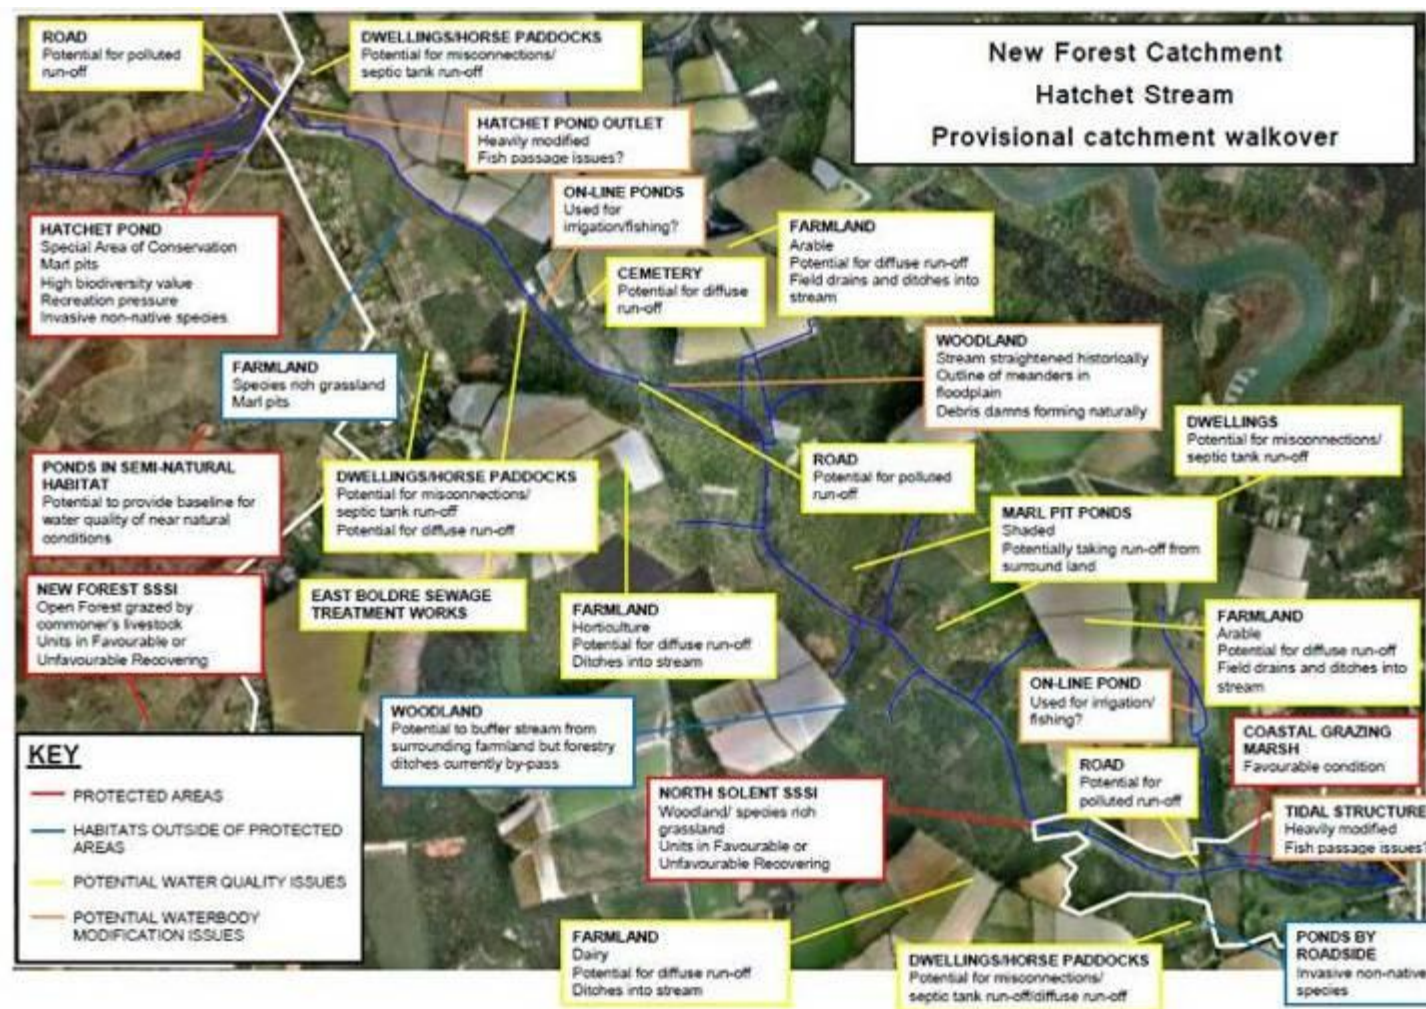 New Forest Catchment
Hatchet Stream
Provisional catchment walkover
ROAD
Potential for polluted
run-off
DWELLINGS/HORSE PADDOCKS
Potential for misconnections/
septic tank run-off
HATCHET POND OUTLET
Heavily modified
Fish passage issues?
ON-LINE PONDS
Used for
irrigation/fishing?
FARMLAND
Arable
Potential for diffuse run-off
Field drains and ditches into
stream
HATCHET POND
Special Area of Conservation
Marl pits
High biodiversity value
Recreation pressure
Invasive non-native species
CEMETERY
Potential for diffuse
run-off
WOODLAND
Stream straightened historically
Outline of meanders in
floodplain
Debris damns forming naturally
FARMLAND
Species rich grassland
Marl pits
DWELLINGS
Potential for misconnections/
septic tank run-off
PONDS IN SEMI-NATURAL
HABITAT
Potential to provide baseline for
water quality of near natural
conditions
DWELLINGS/HORSE PADDOCKS
Potential for misconnections/
septic tank run-off
Potential for diffuse run-off
ROAD
Potential for polluted
run-off
MARL PIT PONDS
Shaded
Potentially taking run-off from
surround land
NEW FOREST SSSI
Open Forest grazed by
commoner's livestock
Units in Favourable or
Unfavourable Recovering
EAST BOLDRE SEWAGE
TREATMENT WORKS
FARMLAND
Horticulture
Potential for diffuse run-off
Ditches into stream
FARMLAND
Arable
Potential for diffuse run-off
Field drains and ditches into
stream
WOODLAND
Potential to buffer stream from
surrounding farmland but forestry
ditches currently by-pass
ON-LINE POND
Used for irrigation/
fishing?
COASTAL GRAZING
MARSH
Favourable condition
ROAD
Potential for
polluted run-off
NORTH SOLENT SSSI
Woodland/ species rich
grassland
Units in Favourable or
Unfavourable Recovering
TIDAL STRUCTURE
Heavily modified
Fish passage issues?
KEY
PROTECTED AREAS
HABITATS OUTSIDE OF PROTECTED
AREAS
POTENTIAL WATER QUALITY ISSUES
POTENTIAL WATERBODY
MODIFICATION ISSUES
FARMLAND
Dairy
Potential for diffuse run-off
Ditches into stream
DWELLINGS/HORSE PADDOCKS
Potential for misconnections/
septic tank run-off/diffuse run-off
PONDS BY
ROADSIDE
Invasive non-native
species